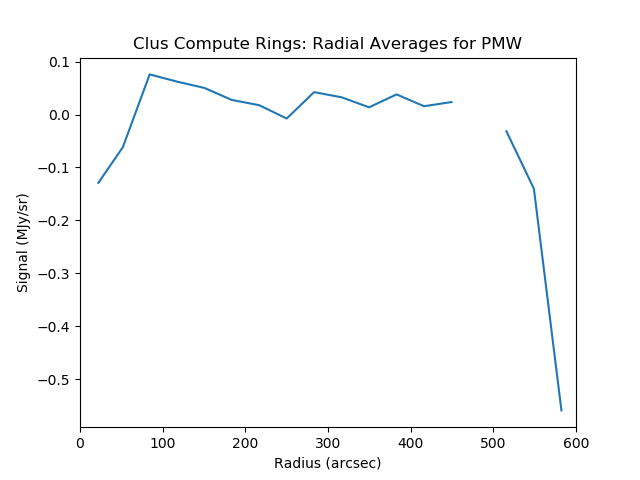 Clus Compute Rings: Radial Averages for PMW
0.1
0.0
−0.1
−0.2
−0.3
−0.4
−0.5
Signal (MJy/sr)
0 100 200 300 400 500 600
Radius (arcsec)